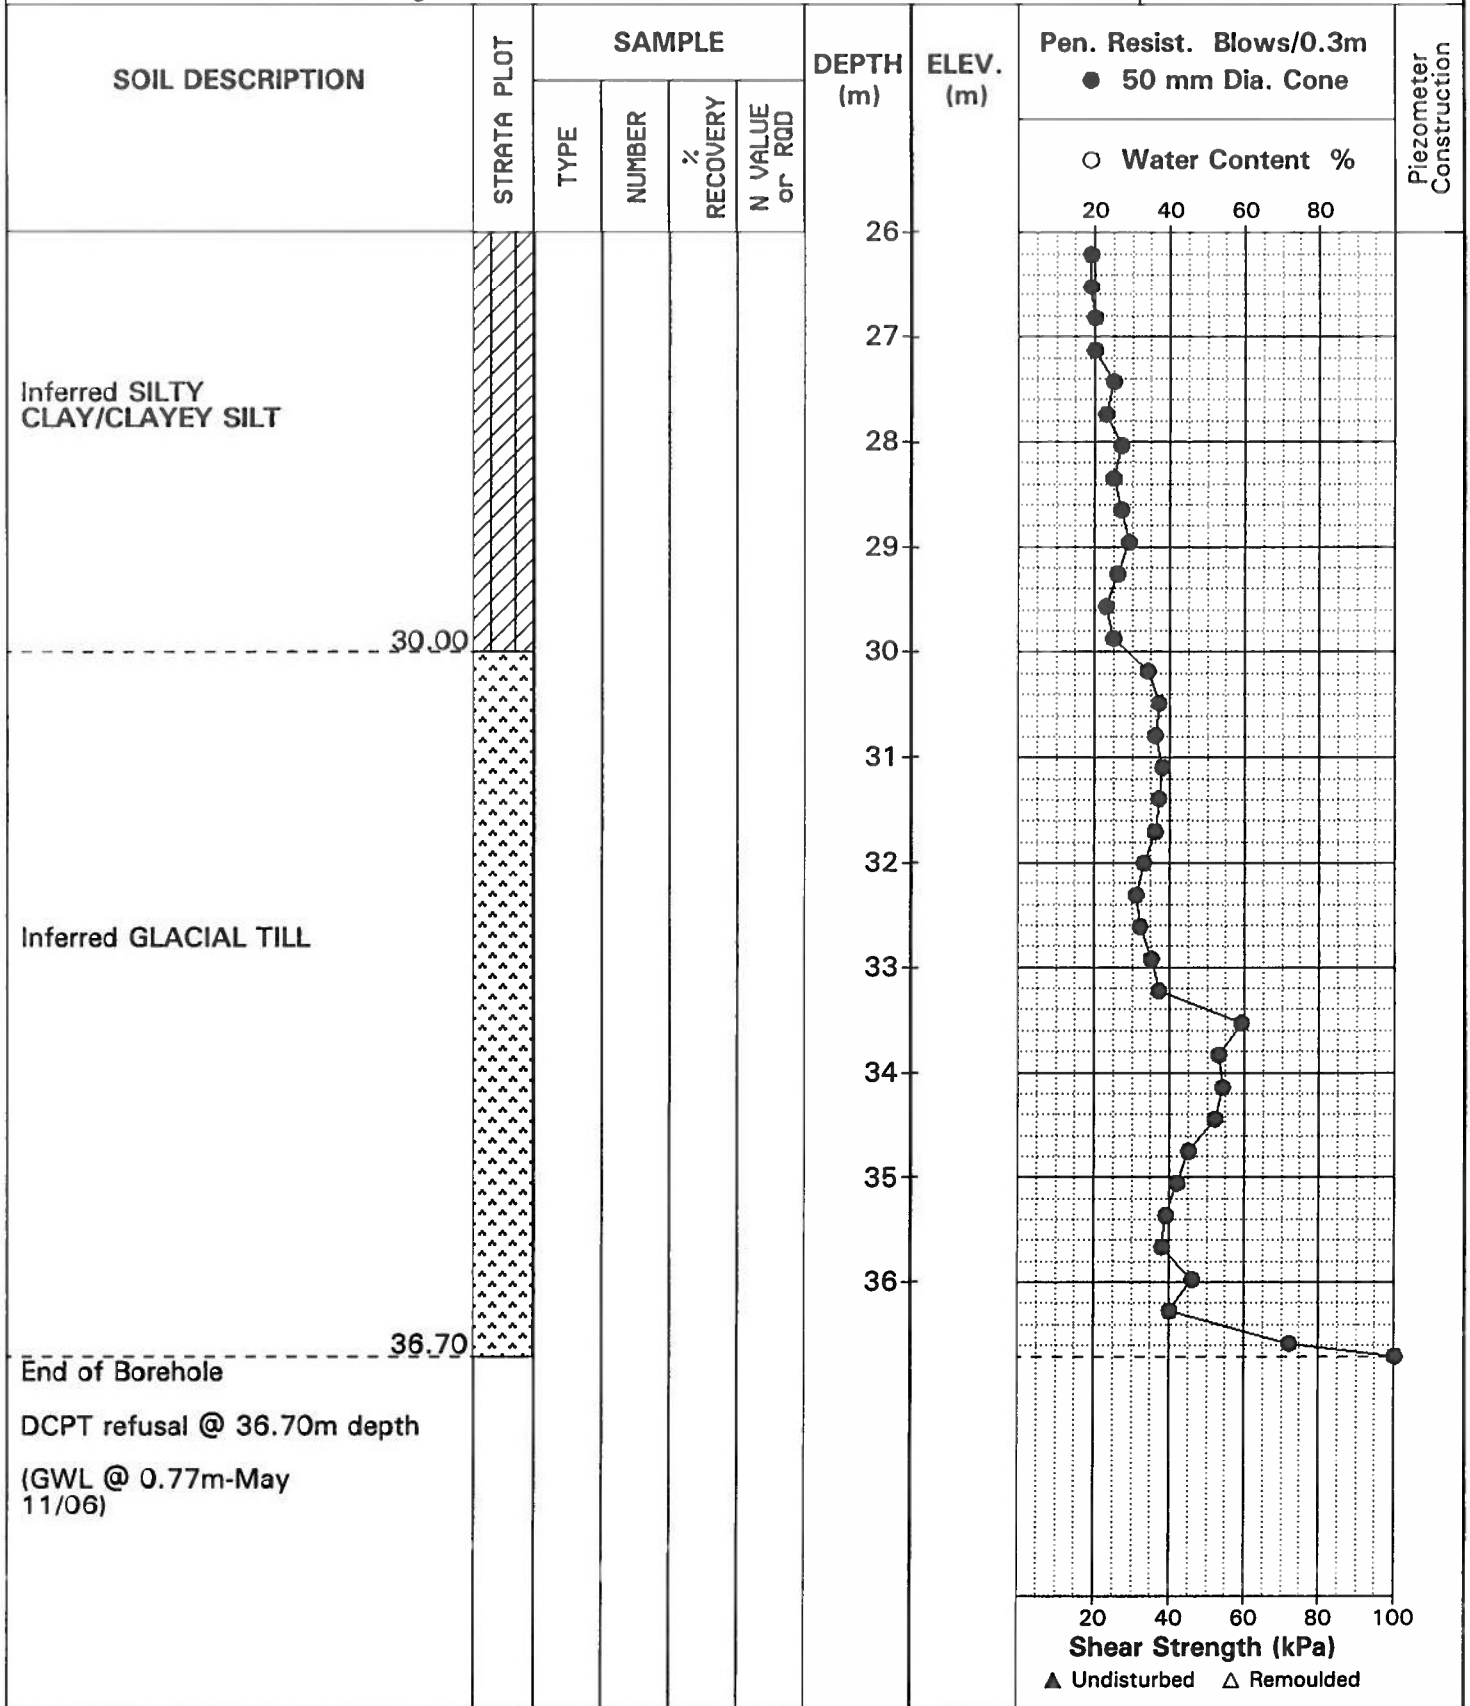 SOIL DESCRIPTION
STRATA PLOT
SAMPLE
TYPE
NUMBER
%
RECOVERY
N VALUE
or RQD
DEPTH
(m)
ELEV.
(m)
Pen. Resist. Blows/0.3m
● 50 mm Dia. Cone
○ Water Content %
20 40 60 80
Piezometer
Construction
26
27
Inferred SILTY
CLAY/CLAYEY SILT
28
29
30.00
30
31
32
Inferred GLACIAL TILL
33
34
35
36
36.70
End of Borehole
DCPT refusal @ 36.70m depth
(GWL @ 0.77m-May
11/06)
20 40 60 80 100
Shear Strength (kPa)
▲ Undisturbed △ Remoulded